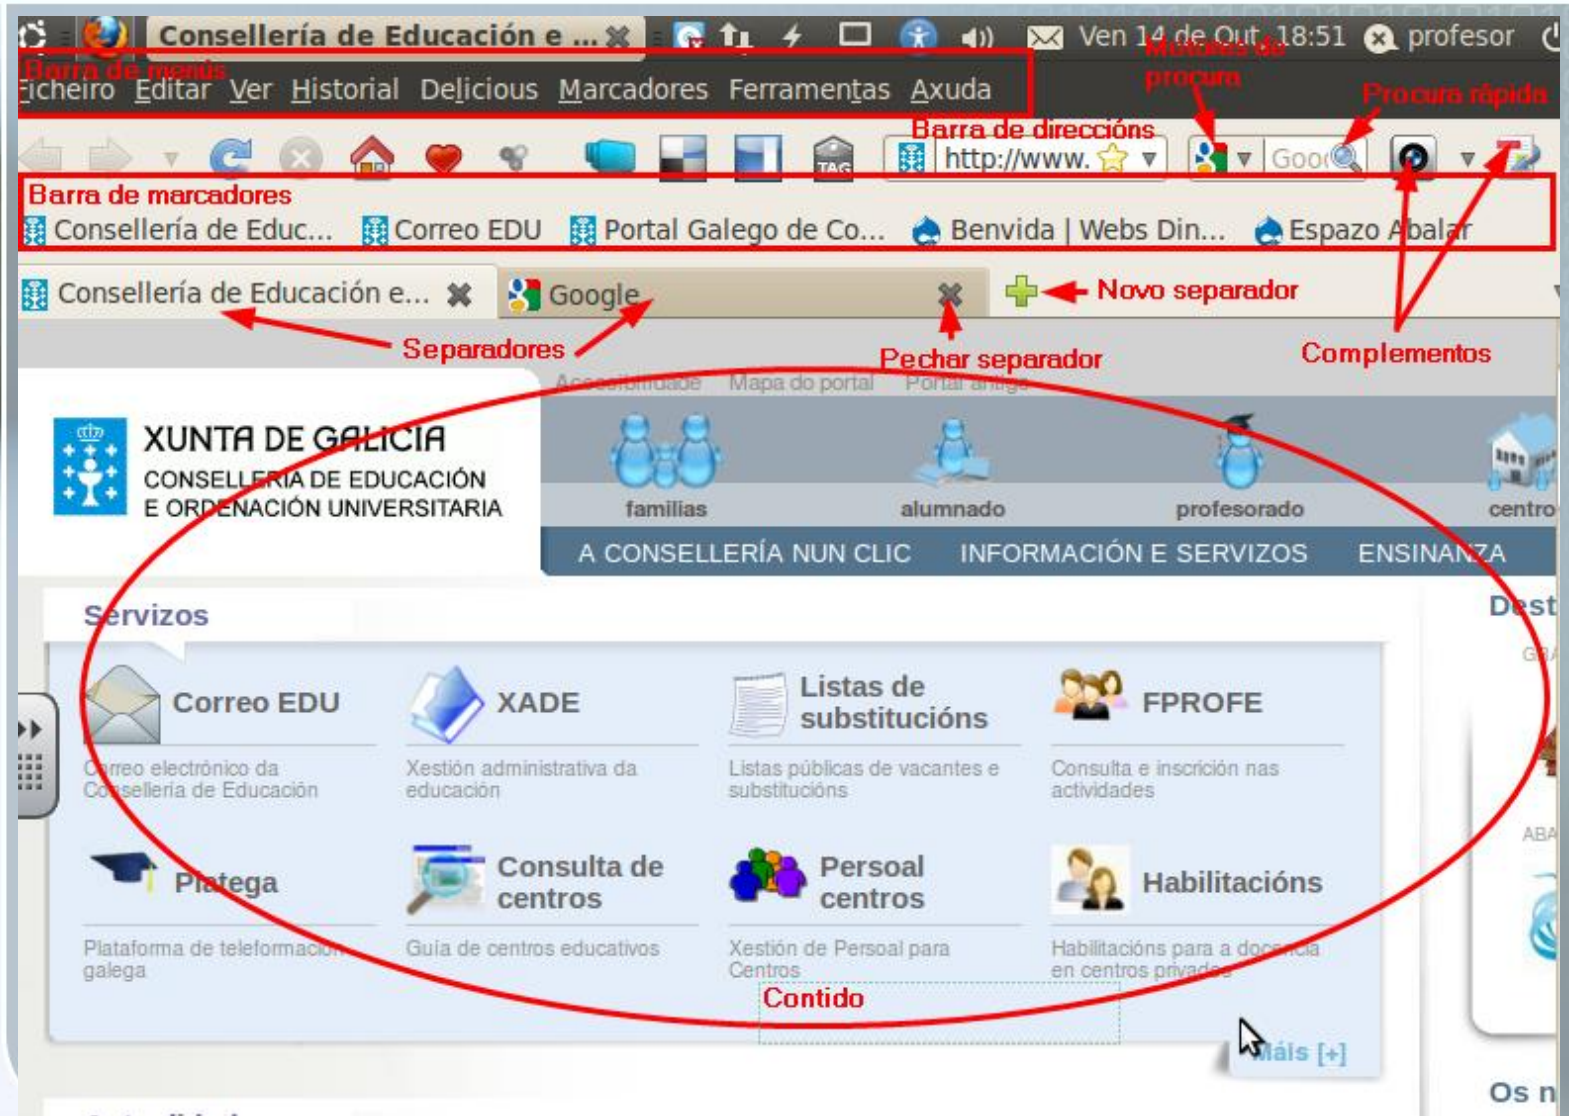 Consellería de Educación e ...
Ven 14 de Out, 18:51 profesor
Barra de menús
Motores de procura
Procura rápida
Ficheiro Editar Ver Historial Delicious Marcadores Ferramentas Axuda
Barra de direccións
TAG
http://www.
Goo
Barra de marcadores
Consellería de Educ... Correo EDU Portal Galego de Co... Benvida | Webs Din... Espazo Abalar
Consellería de Educación e... Google
Novo separador
Separadores
Pechar separador
Complementos
Accesibilidade Mapa do portal Portal antigo
XUNTA DE GALICIA
CONSELLERÍA DE EDUCACIÓN
E ORDENACIÓN UNIVERSITARIA
familias alumnado profesorado centro
A CONSELLERÍA NUN CLIC INFORMACIÓN E SERVIZOS ENSINANZA
Servizos
Dest
Correo EDU
XADE
Listas de
substitucións
FPROFE
Correo electrónico da
Consellería de Educación
Xestión administrativa da
educación
Listas públicas de vacantes e
substitucións
Consulta e inscrición nas
actividades
ABA
Platega
Consulta de
centros
Persoal
centros
Habilitacións
Plataforma de teleformación
galega
Guía de centros educativos
Xestión de Persoal para
Centros
Habilitacións para a docencia
en centros privados
Contido
Máis [+]
Os n